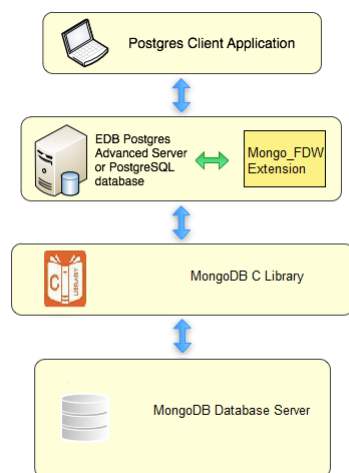 Postgres Client Application
EDB Postgres
Advanced Server
or PostgreSQL
database
Mongo_FDW
Extension
C
LIBRARY
MongoDB C Library
MongoDB Database Server